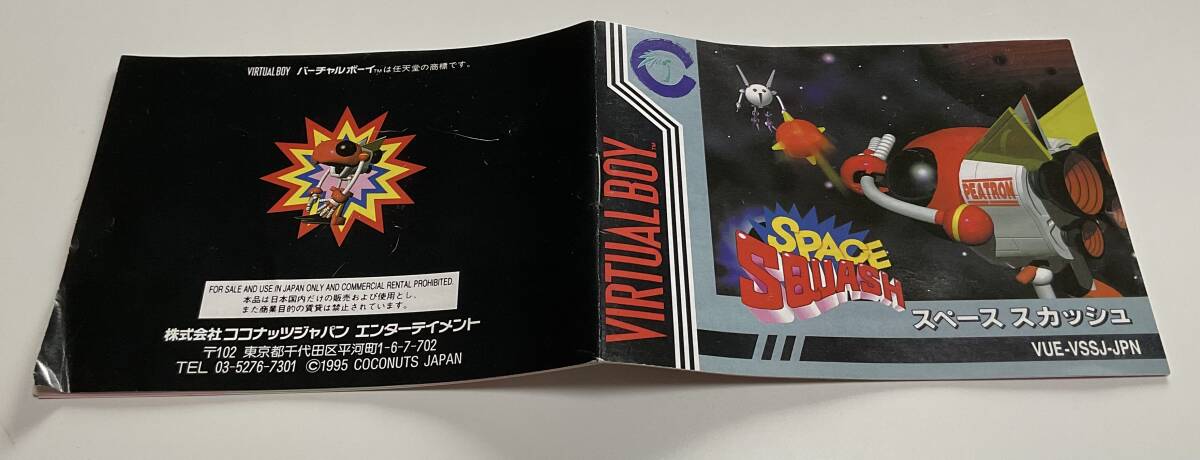 VIRTUAL BOY バーチャルボーイ™は任天堂の商標です。
FOR SALE AND USE IN JAPAN ONLY AND COMMERCIAL RENTAL PROHIBITED.
本品は日本国内だけの販売および使用とし、
また商業目的の賃貸は禁止されています。
株式会社 ココナッツジャパン エンターテイメント
〒102 東京都千代田区平河町1-6-7-702
TEL 03-5276-7301 ©1995 COCONUTS JAPAN
VIRTUAL BOY™
PEATRON
SPACE
SQUASH
スペース スカッシュ
VUE-VSSJ-JPN